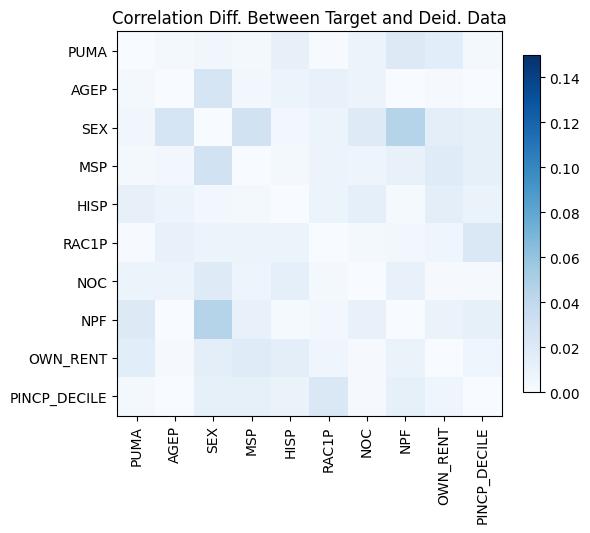 Correlation Diff. Between Target and Deid. Data
PUMA
AGEP
SEX
MSP
HISP
RAC1P
NOC
NPF
OWN_RENT
PINCP_DECILE
PUMA
AGEP
SEX
MSP
HISP
RAC1P
NOC
NPF
OWN_RENT
PINCP_DECILE
0.14
0.12
0.10
0.08
0.06
0.04
0.02
0.00